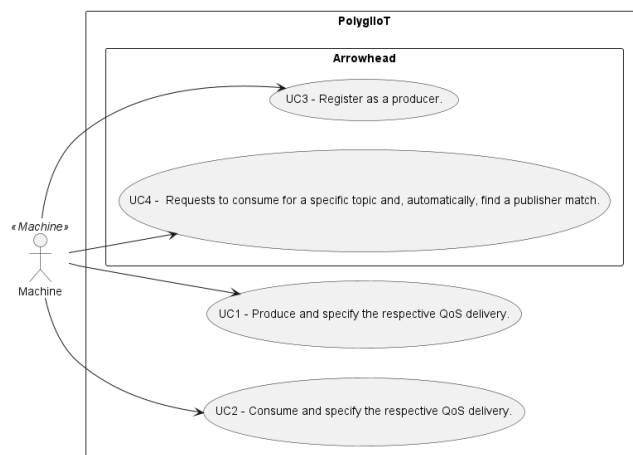 PolyglIoT
Arrowhead
UC3 - Register as a producer.
UC4 -  Requests to consume for a specific topic and, automatically, find a publisher match.
«Machine»
Machine
UC1 - Produce and specify the respective QoS delivery.
UC2 - Consume and specify the respective QoS delivery.